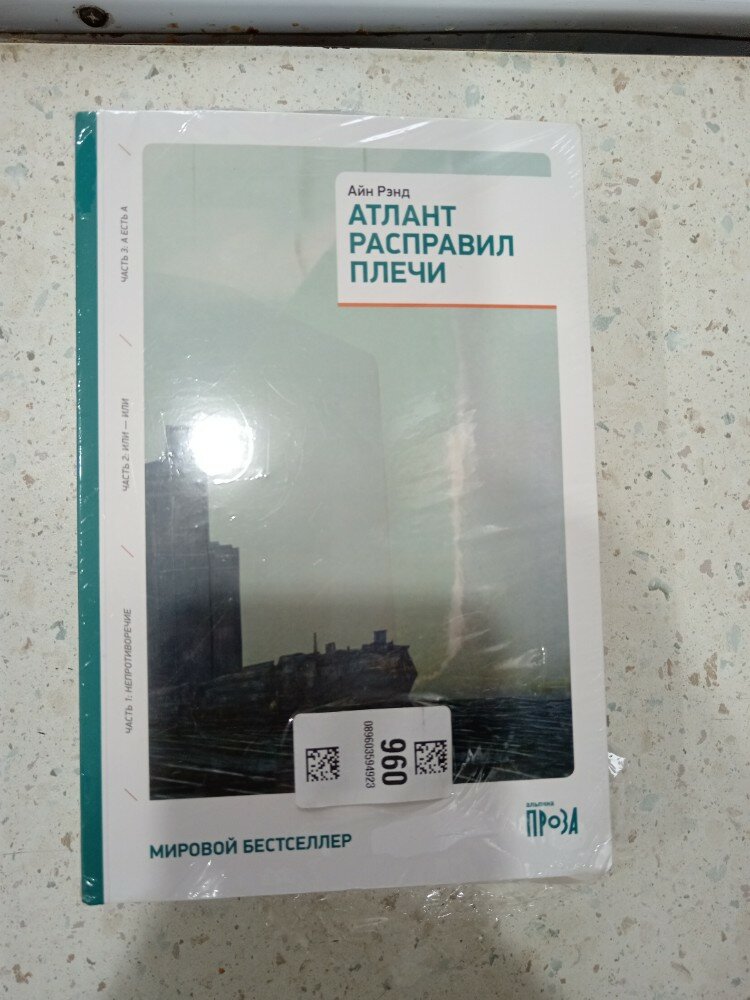 Айн Рэнд
АТЛАНТ
РАСПРАВИЛ
ПЛЕЧИ
ЧАСТЬ 3: А ЕСТЬ А
ЧАСТЬ 2: ИЛИ — ИЛИ
ЧАСТЬ 1: НЕПРОТИВОРЕЧИЕ
960
089603594923
МИРОВОЙ БЕСТСЕЛЛЕР
альпина
ПРОЗА